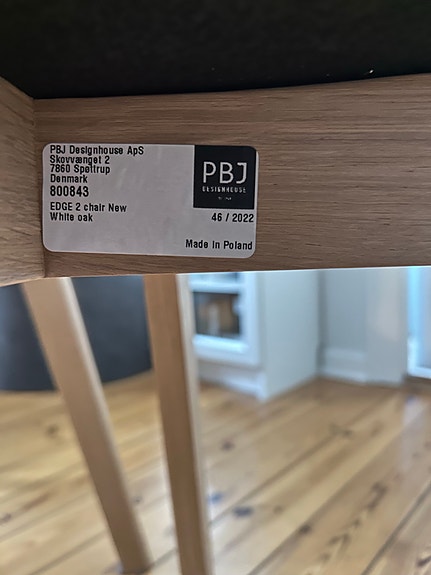 PBJ Designhouse ApS
Skovvænget 2
7860 Spøttrup
Denmark
800843
EDGE 2 chair New
White oak
PBJ
DESIGNHOUSE
46 / 2022
Made in Poland